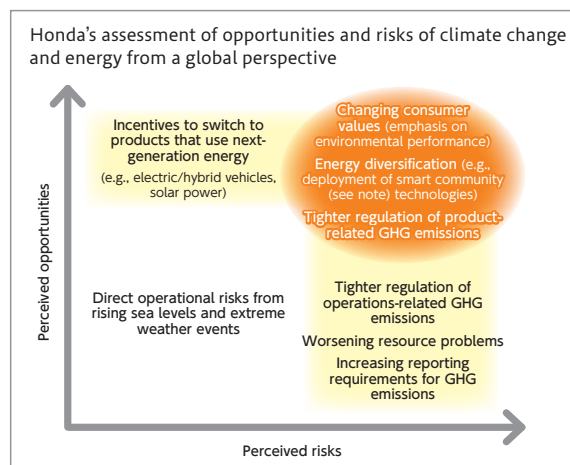 Honda's assessment of opportunities and risks of climate change
and energy from a global perspective
Perceived opportunities
Incentives to switch to
products that use next-
generation energy
(e.g., electric/hybrid vehicles,
solar power)
Changing consumer
values (emphasis on
environmental performance)
Energy diversification (e.g.,
deployment of smart community
(see note) technologies)
Tighter regulation of product-
related GHG emissions
Direct operational risks from
rising sea levels and extreme
weather events
Tighter regulation of
operations-related GHG
emissions
Worsening resource problems
Increasing reporting
requirements for GHG
emissions
Perceived risks